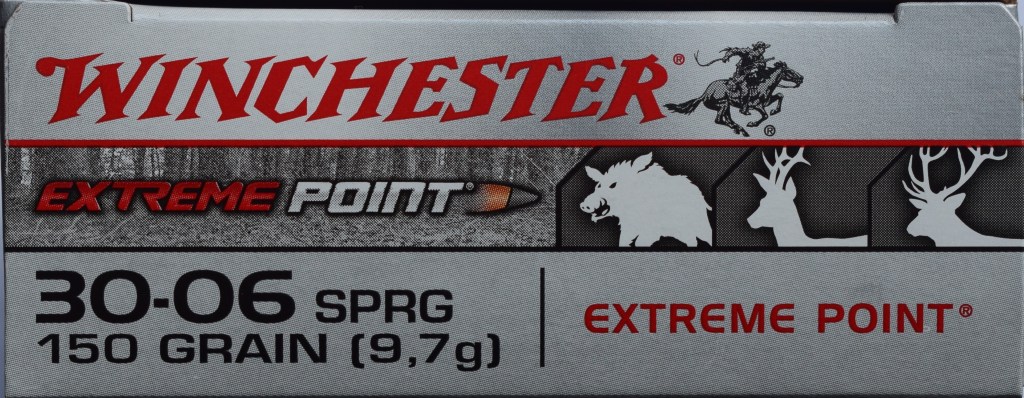 WINCHESTER®
®
EXTREME POINT®
30-06 SPRG
150 GRAIN (9,7g)
EXTREME POINT®